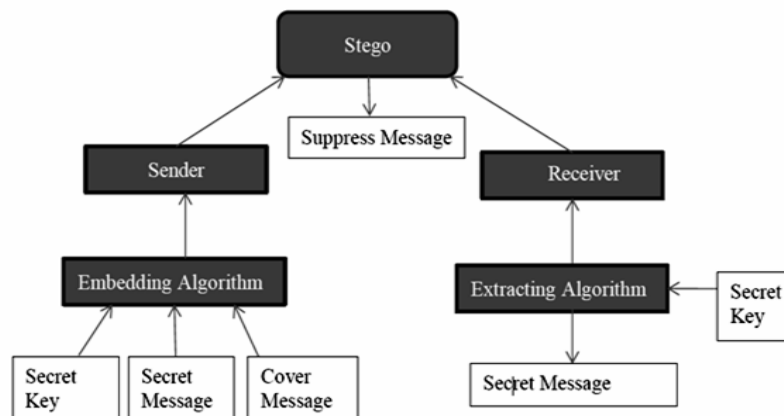 Stego
Suppress Message
Sender
Receiver
Embedding Algorithm
Extracting Algorithm
Secret
Key
Secret
Key
Secret
Message
Cover
Message
Secret Message